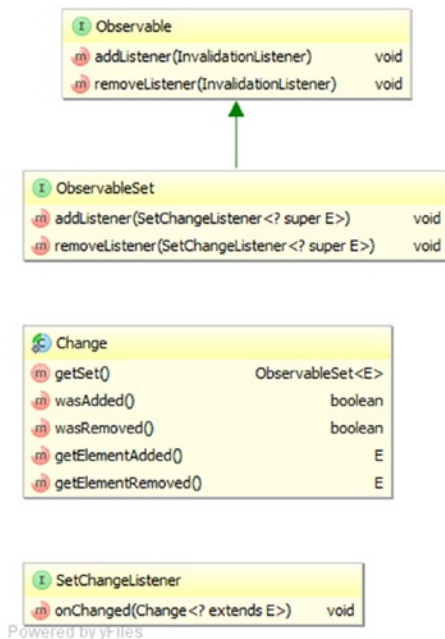 Observable
addListener(InvalidationListener) void
removeListener(InvalidationListener) void
ObservableSet
addListener(SetChangeListener<? super E>) void
removeListener(SetChangeListener<? super E>) void
Change
getSet() ObservableSet<E>
wasAdded() boolean
wasRemoved() boolean
getElementAdded() E
getElementRemoved() E
SetChangeListener
onChanged(Change<? extends E>) void
Powered by yFiles